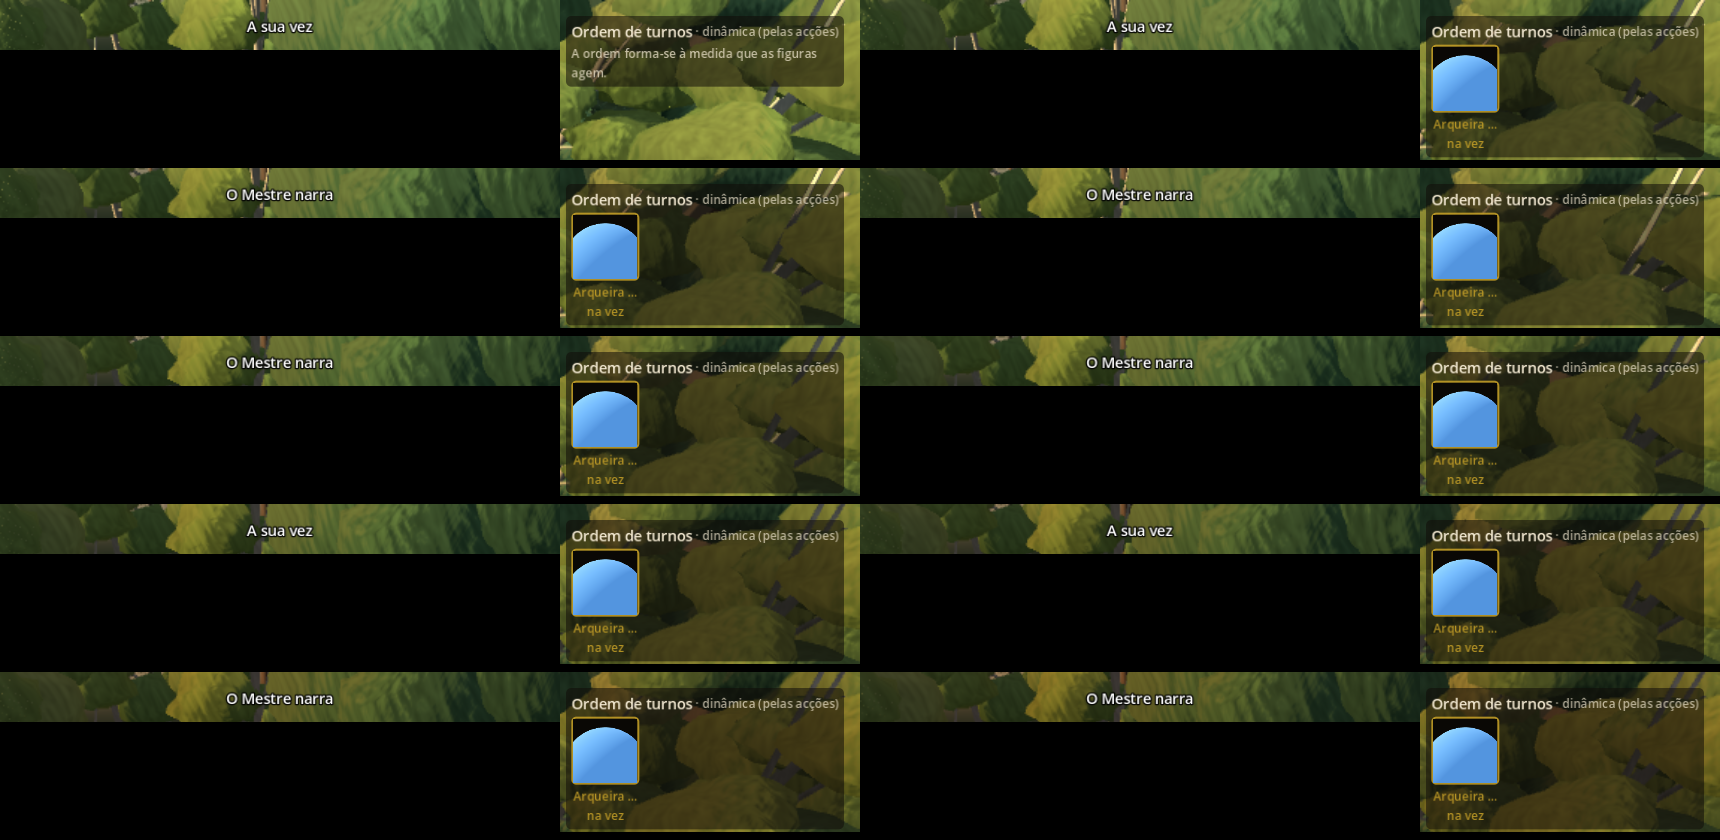 A sua vez
Ordem de turnos · dinâmica (pelas acções)
A ordem forma-se à medida que as figuras
agem.
A sua vez
Ordem de turnos · dinâmica (pelas acções)
Arqueira ...
na vez
O Mestre narra
Ordem de turnos · dinâmica (pelas acções)
Arqueira ...
na vez
O Mestre narra
Ordem de turnos · dinâmica (pelas acções)
Arqueira ...
na vez
O Mestre narra
Ordem de turnos · dinâmica (pelas acções)
Arqueira ...
na vez
O Mestre narra
Ordem de turnos · dinâmica (pelas acções)
Arqueira ...
na vez
A sua vez
Ordem de turnos · dinâmica (pelas acções)
Arqueira ...
na vez
A sua vez
Ordem de turnos · dinâmica (pelas acções)
Arqueira ...
na vez
O Mestre narra
Ordem de turnos · dinâmica (pelas acções)
Arqueira ...
na vez
O Mestre narra
Ordem de turnos · dinâmica (pelas acções)
Arqueira ...
na vez